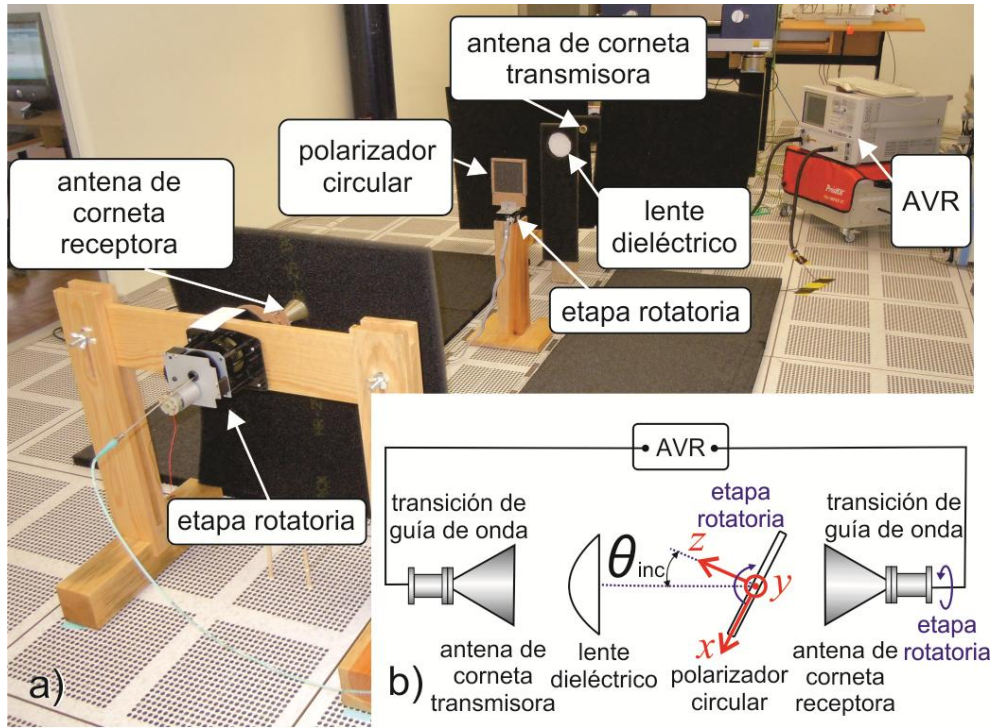 antena de corneta
transmisora
polarizador
circular
antena de
corneta
receptora
lente
dieléctrico
AVR
etapa rotatoria
etapa rotatoria
a)
AVR
transición de
guía de onda
etapa
rotatoria
transición de
guía de onda
θinc
z
y
x
etapa
rotatoria
antena de
corneta
transmisora
lente
dieléctrico
polarizador
circular
antena de
corneta
receptora
b)